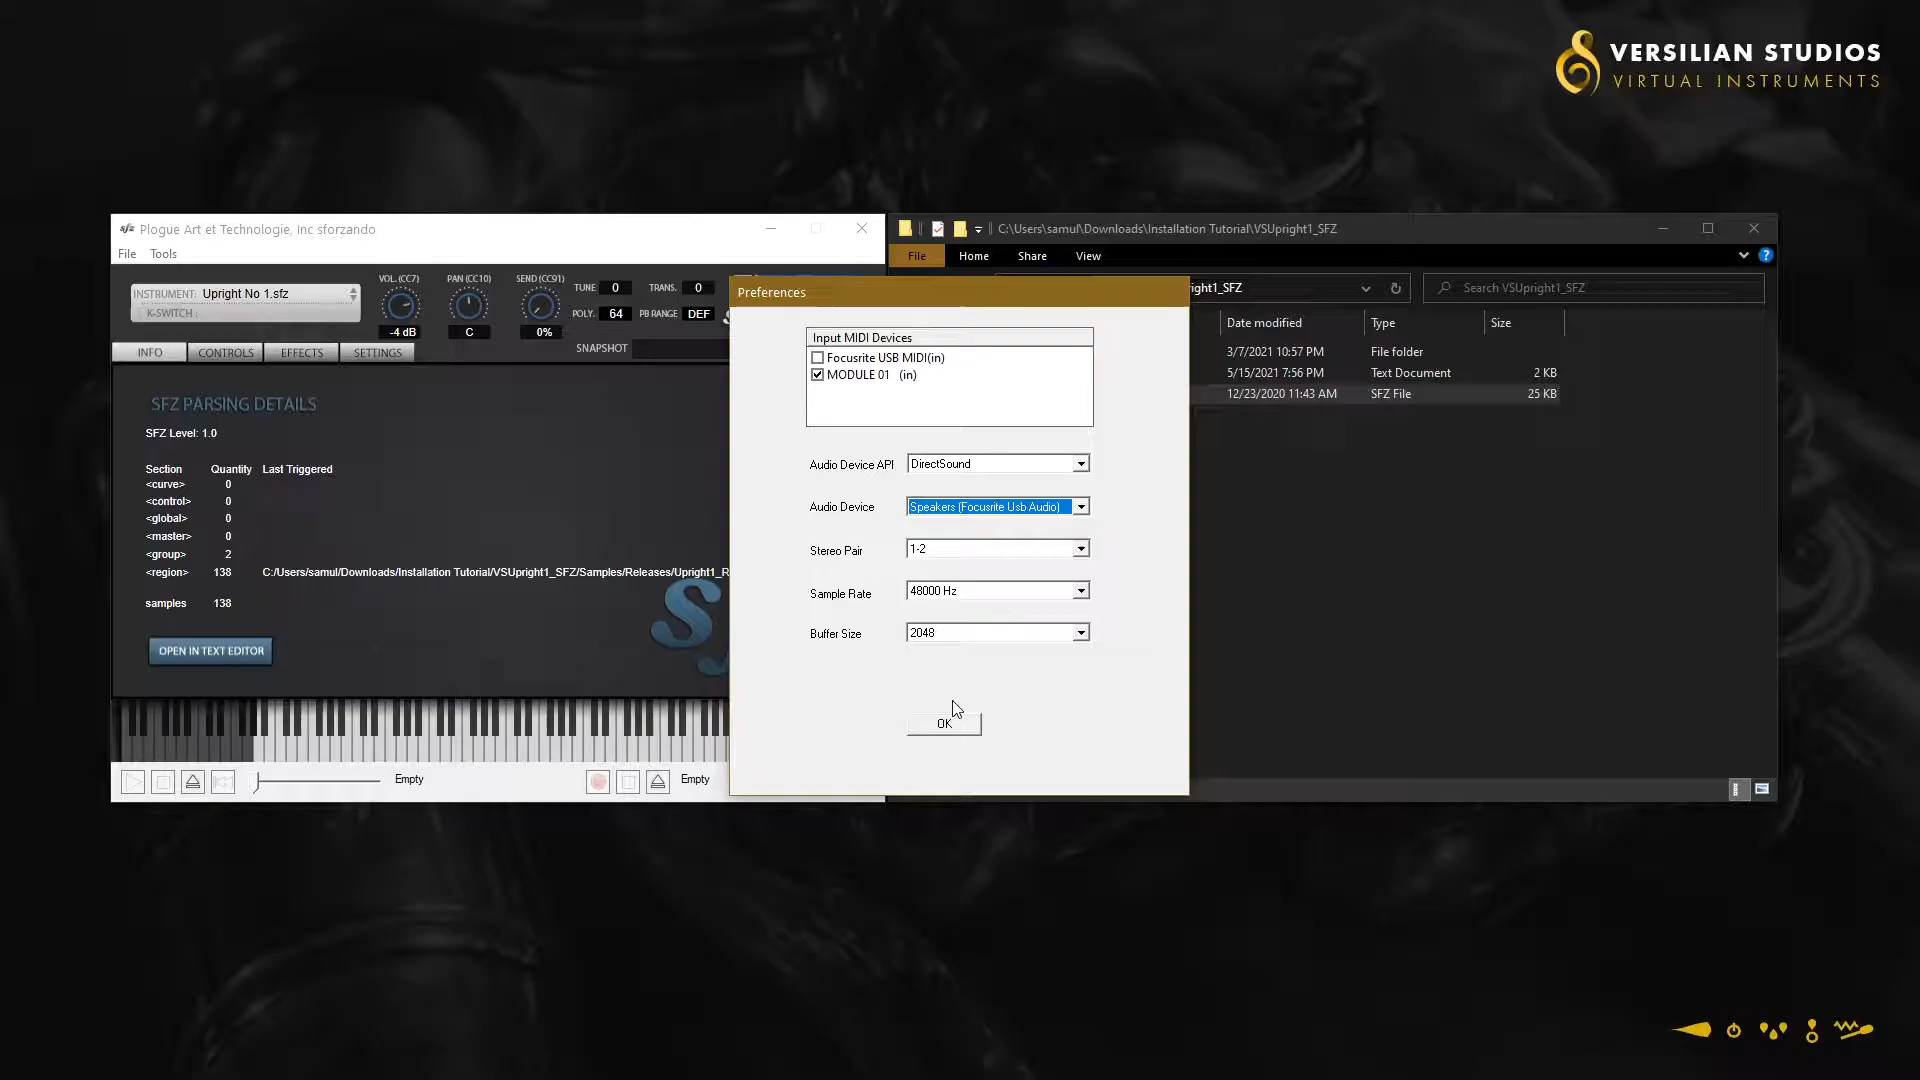 VERSILIAN STUDIOS
VIRTUAL INSTRUMENTS
sfz Plogue Art et Technologie, inc sforzando
File Tools
INSTRUMENT: Upright No 1.sfz
K-SWITCH :
VOL. (CC7) PAN (CC10) SEND (CC91)
-4 dB C 0%
TUNE 0 TRANS. 0
POLY. 64 PB RANGE DEF
SNAPSHOT
INFO CONTROLS EFFECTS SETTINGS
SFZ PARSING DETAILS
SFZ Level: 1.0
Section Quantity Last Triggered
<curve> 0
<control> 0
<global> 0
<master> 0
<group> 2
<region> 138 C:/Users/samul/Downloads/Installation Tutorial/VSUpright1_SFZ/Samples/Releases/Upright1_R
samples 138
OPEN IN TEXT EDITOR
Empty Empty
Preferences
Input MIDI Devices
Focusrite USB MIDI(in)
MODULE 01 (in)
Audio Device API DirectSound
Audio Device Speakers (Focusrite Usb Audio)
Stereo Pair 1-2
Sample Rate 48000 Hz
Buffer Size 2048
OK
C:\Users\samul\Downloads\Installation Tutorial\VSUpright1_SFZ
File Home Share View
right1_SFZ Search VSUpright1_SFZ
Date modified Type Size
3/7/2021 10:57 PM File folder
5/15/2021 7:56 PM Text Document 2 KB
12/23/2020 11:43 AM SFZ File 25 KB